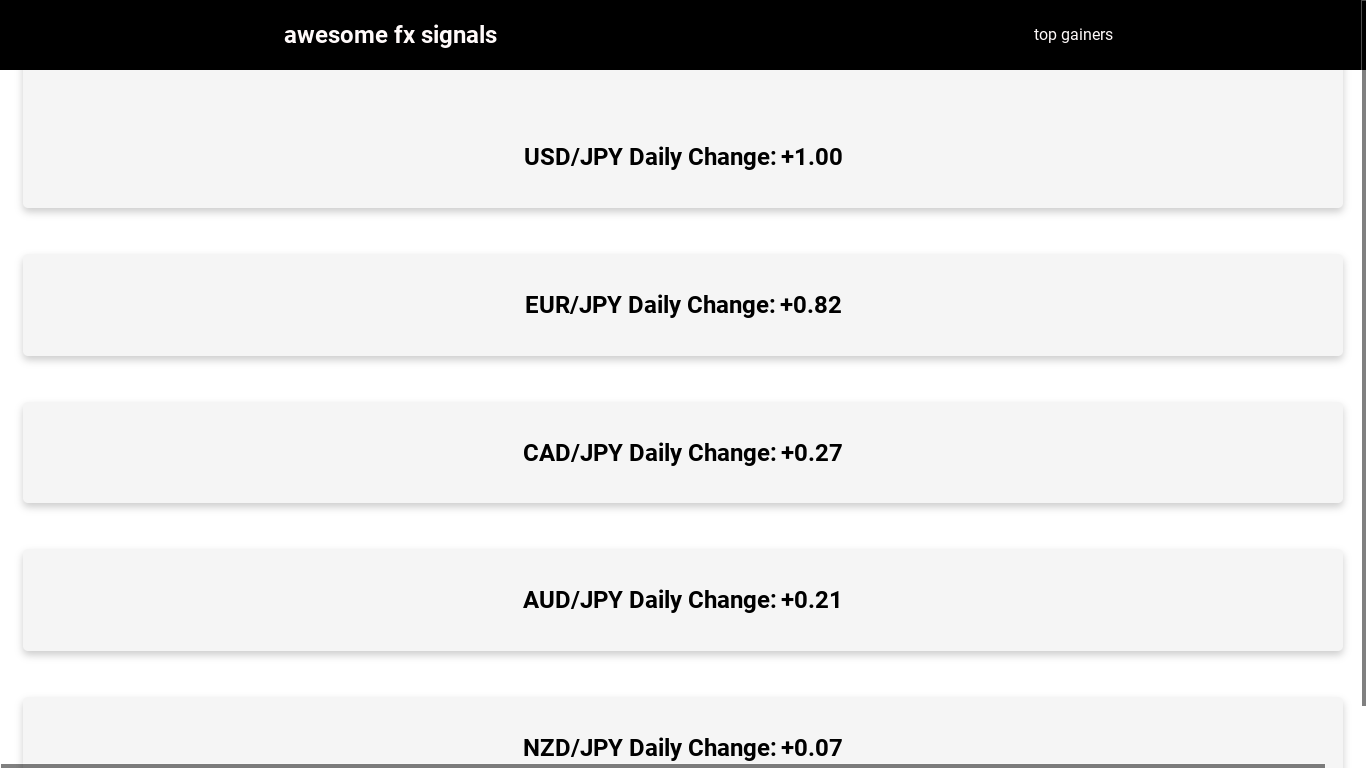 awesome fx signals
top gainers
USD/JPY Daily Change: +1.00
EUR/JPY Daily Change: +0.82
CAD/JPY Daily Change: +0.27
AUD/JPY Daily Change: +0.21
NZD/JPY Daily Change: +0.07